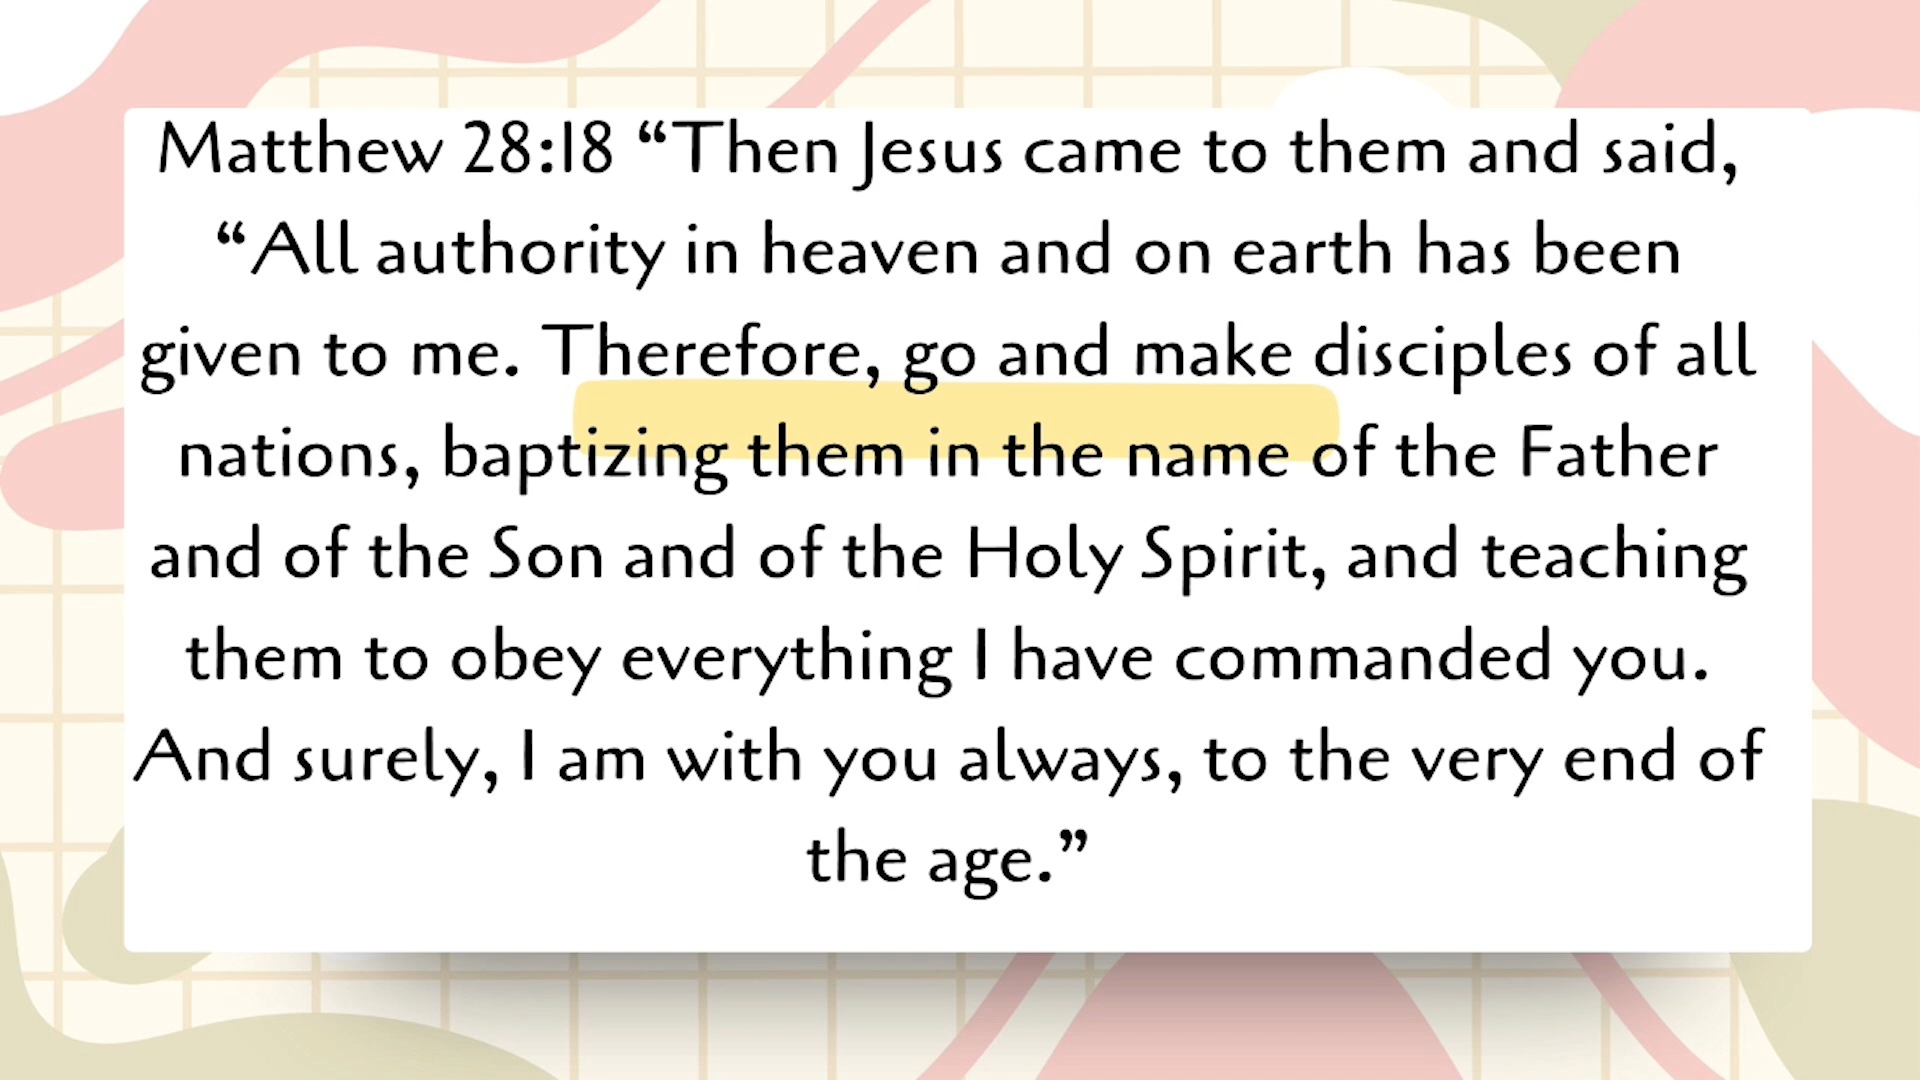 Matthew 28:18 “Then Jesus came to them and said,
“All authority in heaven and on earth has been
given to me. Therefore, go and make disciples of all
nations, baptizing them in the name of the Father
and of the Son and of the Holy Spirit, and teaching
them to obey everything I have commanded you.
And surely, I am with you always, to the very end of
the age.”